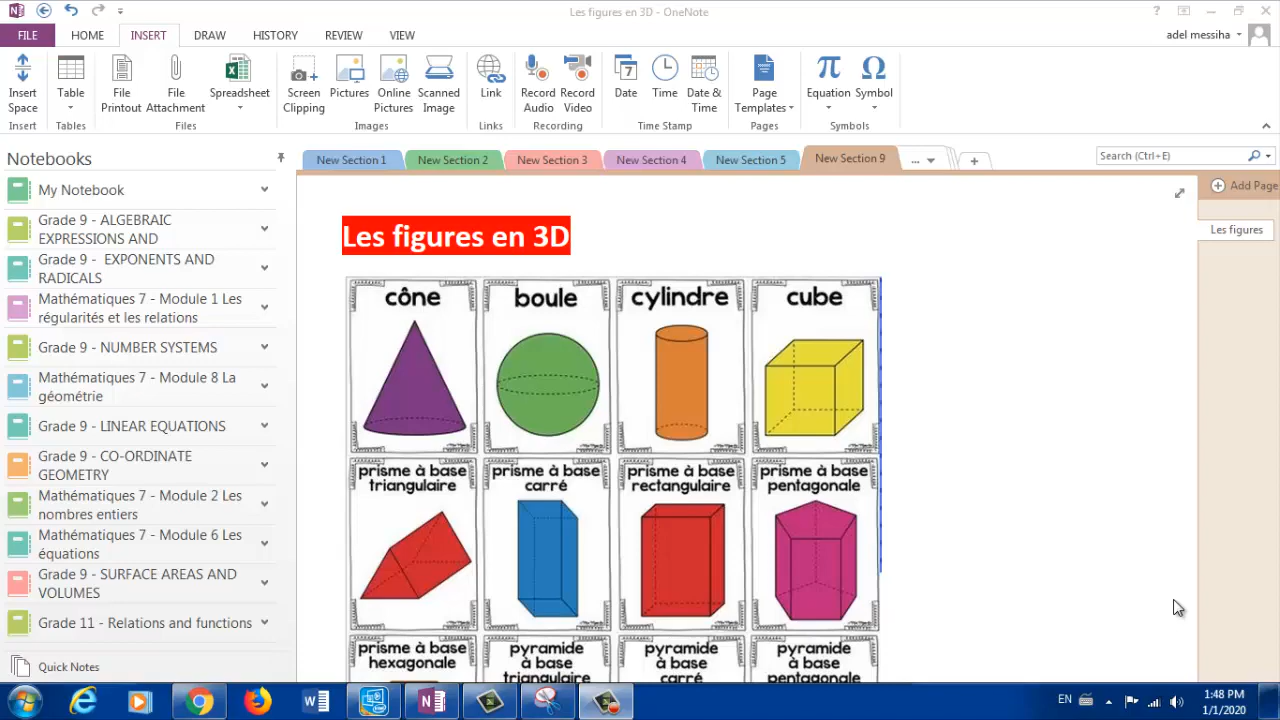 Les figures en 3D - OneNote
FILE HOME INSERT DRAW HISTORY REVIEW VIEW
adel messiha
Insert Space
Table
File Printout
File Attachment
Spreadsheet
Screen Clipping
Pictures
Online Pictures
Scanned Image
Link
Record Audio
Record Video
Date
Time
Date & Time
Page Templates
Equation
Symbol
Insert Tables Files Images Links Recording Time Stamp Pages Symbols
Notebooks
New Section 1 New Section 2 New Section 3 New Section 4 New Section 5 New Section 9 ...
Search (Ctrl+E)
Add Page
Les figures
My Notebook
Grade 9 - ALGEBRAIC
EXPRESSIONS AND
Grade 9 - EXPONENTS AND
RADICALS
Mathématiques 7 - Module 1 Les
régularités et les relations
Grade 9 - NUMBER SYSTEMS
Mathématiques 7 - Module 8 La
géométrie
Grade 9 - LINEAR EQUATIONS
Grade 9 - CO-ORDINATE
GEOMETRY
Mathématiques 7 - Module 2 Les
nombres entiers
Mathématiques 7 - Module 6 Les
équations
Grade 9 - SURFACE AREAS AND
VOLUMES
Grade 11 - Relations and functions
Quick Notes
Les figures en 3D
cône boule cylindre cube
prisme à base triangulaire
prisme à base carré
prisme à base rectangulaire
prisme à base pentagonale
prisme à base hexagonale
pyramide à base triangulaire
pyramide à base carré
pyramide à base pentagonale
EN
1:48 PM
1/1/2020